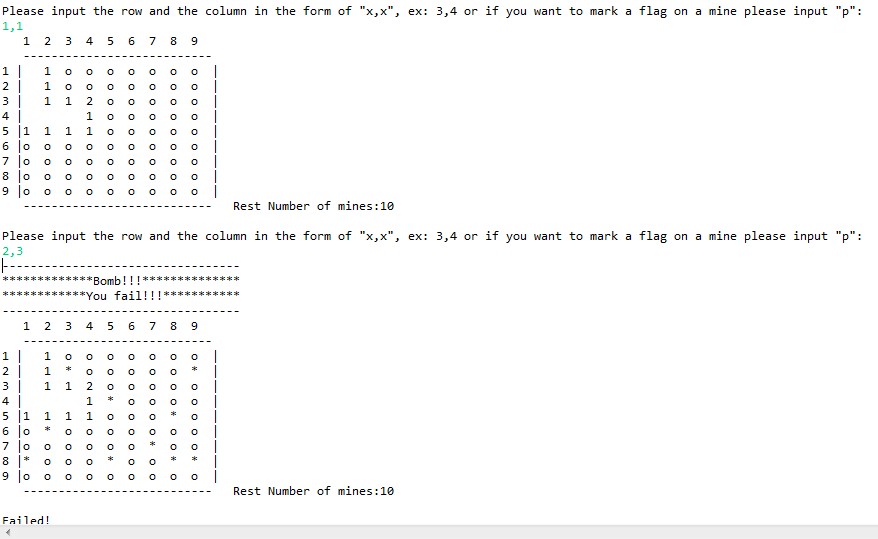 Please input the row and the column in the form of "x,x", ex: 3,4 or if you want to mark a flag on a mine please input "p":
1,1
   1  2  3  4  5  6  7  8  9
   ---------------------------
1 |   1  o  o  o  o  o  o  o  |
2 |   1  o  o  o  o  o  o  o  |
3 |   1  1  2  o  o  o  o  o  |
4 |         1  o  o  o  o  o  |
5 |1  1  1  1  o  o  o  o  o  |
6 |o  o  o  o  o  o  o  o  o  |
7 |o  o  o  o  o  o  o  o  o  |
8 |o  o  o  o  o  o  o  o  o  |
9 |o  o  o  o  o  o  o  o  o  |
   ---------------------------   Rest Number of mines:10
Please input the row and the column in the form of "x,x", ex: 3,4 or if you want to mark a flag on a mine please input "p":
2,3
----------------------------------
*************Bomb!!!**************
************You fail!!!***********
----------------------------------
   1  2  3  4  5  6  7  8  9
   ---------------------------
1 |   1  o  o  o  o  o  o  o  |
2 |   1  *  o  o  o  o  o  *  |
3 |   1  1  2  o  o  o  o  o  |
4 |         1  *  o  o  o  o  |
5 |1  1  1  1  o  o  o  *  o  |
6 |o  *  o  o  o  o  o  o  o  |
7 |o  o  o  o  o  o  *  o  o  |
8 |*  o  o  o  *  o  o  *  *  |
9 |o  o  o  o  o  o  o  o  o  |
   ---------------------------   Rest Number of mines:10
Failed!